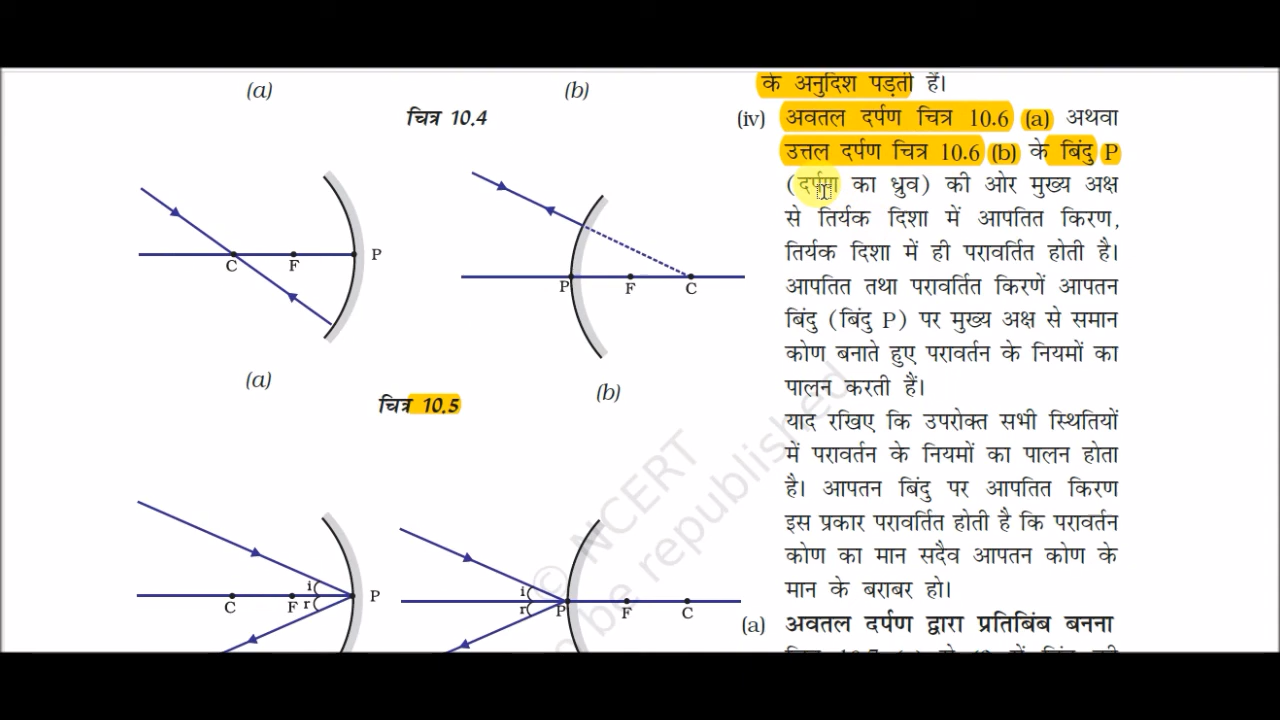 (a)
(b)
चित्र 10.4
C
F
P
P
F
C
(a)
(b)
चित्र 10.5
C
F
i
r
P
i
r
P
F
C
के अनुदिश पड़ती हैं।
(iv) अवतल दर्पण चित्र 10.6 (a) अथवा
उत्तल दर्पण चित्र 10.6 (b) के बिंदु P
(दर्पण का ध्रुव) की ओर मुख्य अक्ष
से तिर्यक दिशा में आपतित किरण,
तिर्यक दिशा में ही परावर्तित होती है।
आपतित तथा परावर्तित किरणें आपतन
बिंदु (बिंदु P) पर मुख्य अक्ष से समान
कोण बनाते हुए परावर्तन के नियमों का
पालन करती हैं।
याद रखिए कि उपरोक्त सभी स्थितियों
में परावर्तन के नियमों का पालन होता
है। आपतन बिंदु पर आपतित किरण
इस प्रकार परावर्तित होती है कि परावर्तन
कोण का मान सदैव आपतन कोण के
मान के बराबर हो।
(a) अवतल दर्पण द्वारा प्रतिबिंब बनना
© NCERT
be republished